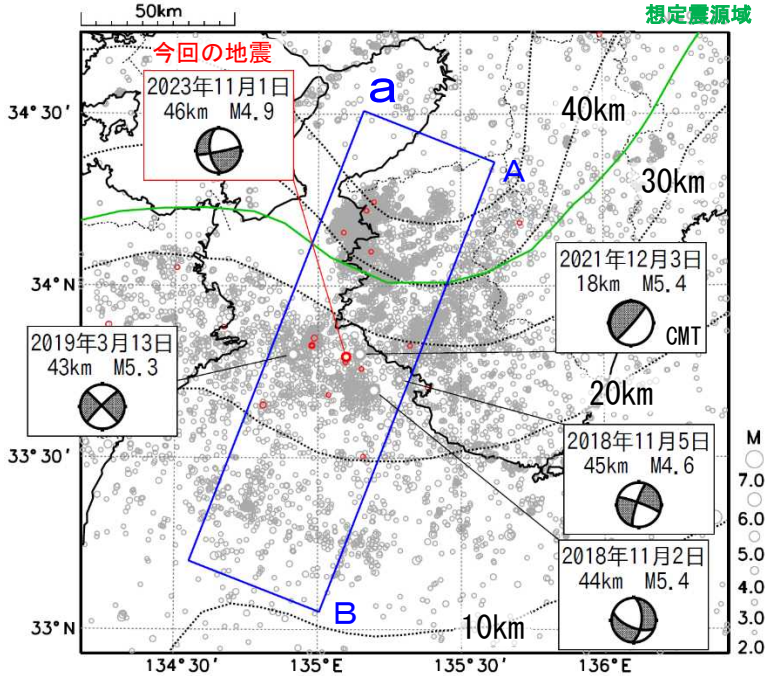 50km
想定震源域
今回の地震
2023年11月1日
46km M4.9
a
A
40km
30km
34°30′
34°N
33°30′
33°N
2021年12月3日
18km M5.4
CMT
2019年3月13日
43km M5.3
20km
2018年11月5日
45km M4.6
2018年11月2日
44km M5.4
B
10km
M
7.0
6.0
5.0
4.0
3.0
2.0
134°30′
135°E
135°30′
136°E